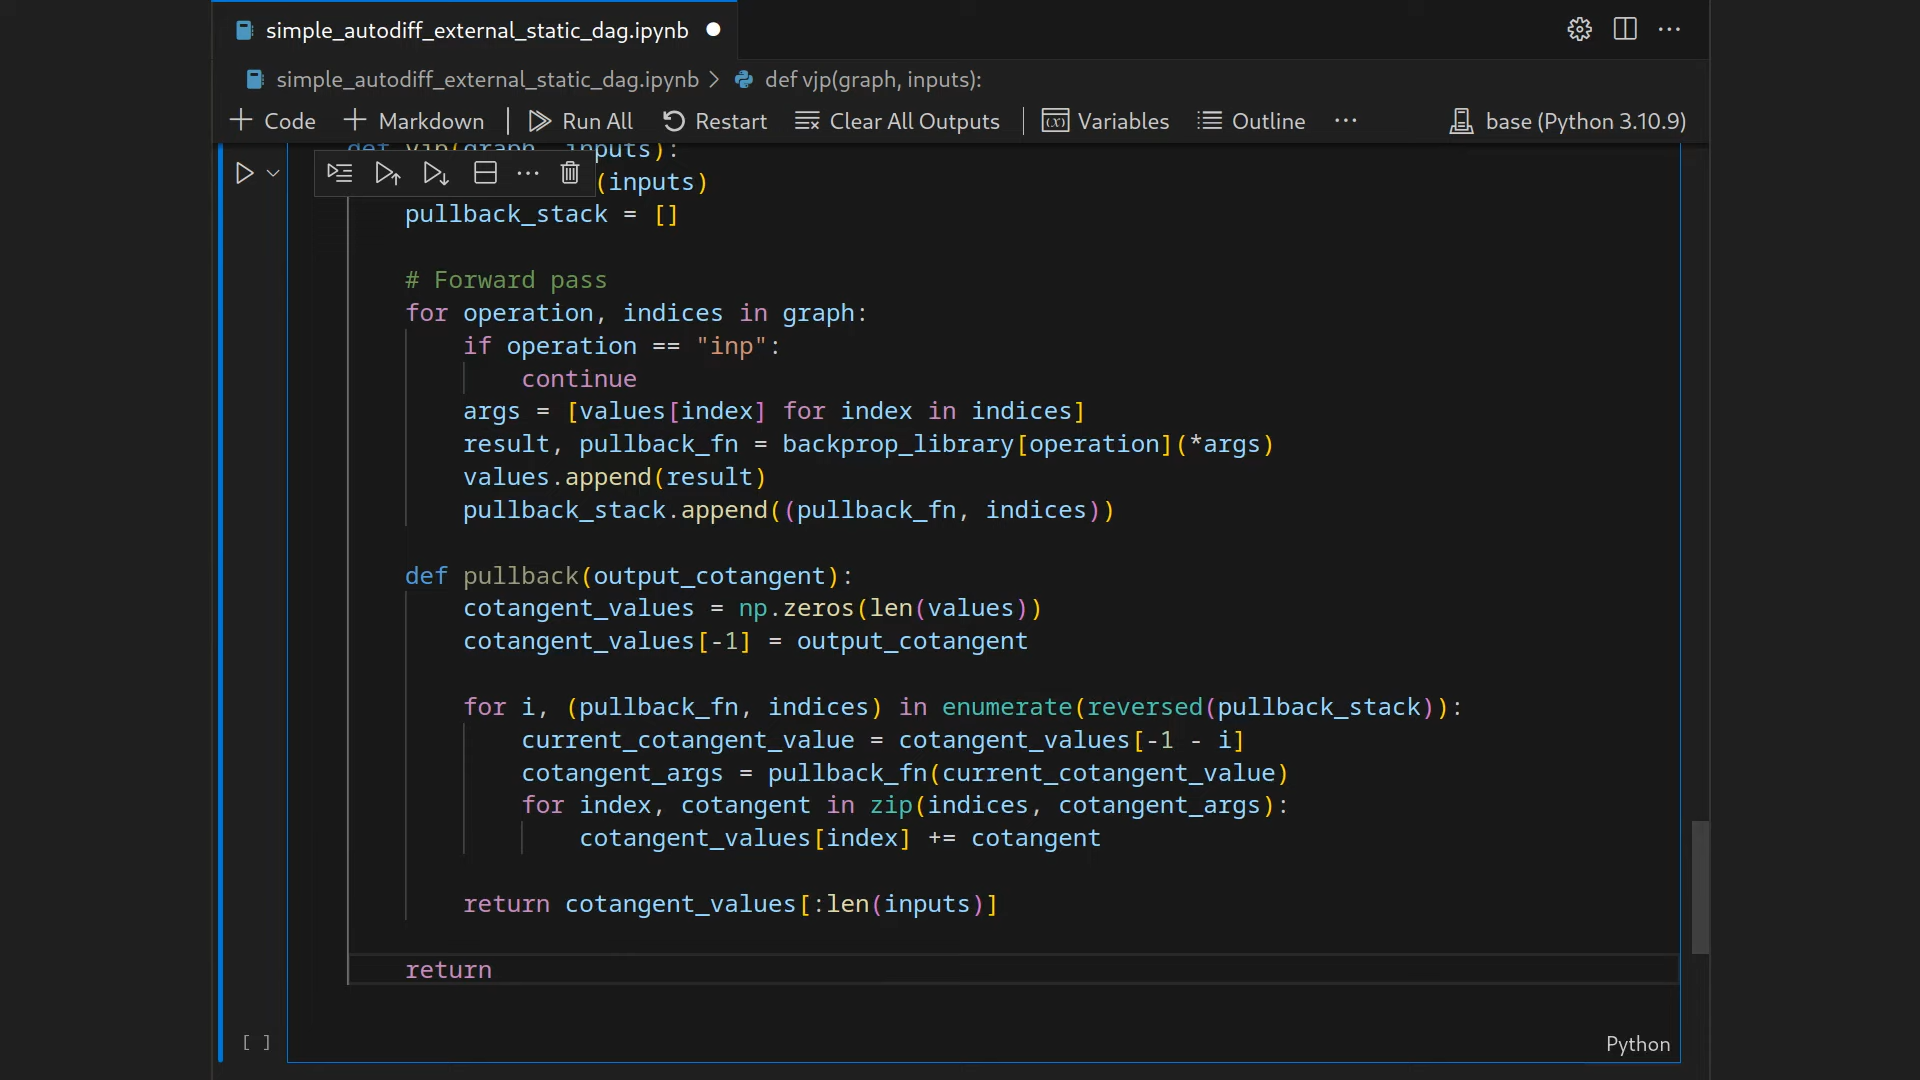 simple_autodiff_external_static_dag.ipynb
simple_autodiff_external_static_dag.ipynb > def vjp(graph, inputs):
Code Markdown Run All Restart Clear All Outputs Variables Outline ... base (Python 3.10.9)
def vjp(graph, inputs):
(inputs)
pullback_stack = []
# Forward pass
for operation, indices in graph:
if operation == "inp":
continue
args = [values[index] for index in indices]
result, pullback_fn = backprop_library[operation](*args)
values.append(result)
pullback_stack.append((pullback_fn, indices))
def pullback(output_cotangent):
cotangent_values = np.zeros(len(values))
cotangent_values[-1] = output_cotangent
for i, (pullback_fn, indices) in enumerate(reversed(pullback_stack)):
current_cotangent_value = cotangent_values[-1 - i]
cotangent_args = pullback_fn(current_cotangent_value)
for index, cotangent in zip(indices, cotangent_args):
cotangent_values[index] += cotangent
return cotangent_values[:len(inputs)]
return
[ ]
Python